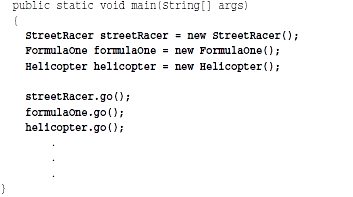 public static void main(String[] args)
{
StreetRacer streetRacer = new StreetRacer();
FormulaOne formulaOne = new FormulaOne();
Helicopter helicopter = new Helicopter();
streetRacer.go();
formulaOne.go();
helicopter.go();
.
.
.
}